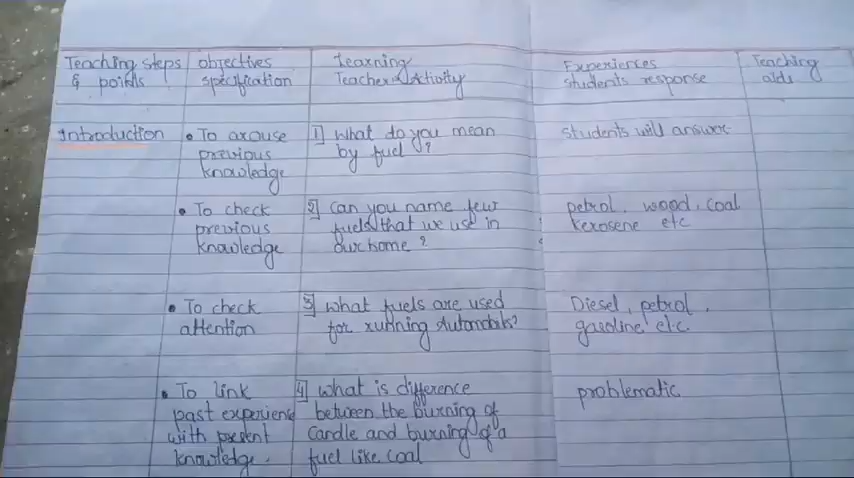 Teaching steps & points
objectives specification
Learning Teacher's Activity
Experiences students response
Teaching aids
Introduction
• To arouse previous knowledge
1] What do you mean by fuel ?
students will answer
• To check previous knowledge
2] Can you name few fuels that we use in our home ?
petrol, wood, coal kerosene etc
• To check attention
3] what fuels are used for running Automobils?
Diesel, petrol, gasoline etc.
• To link past experienc with present knowledge.
4] what is difference between the burning of candle and burning of a fuel like coal
problematic